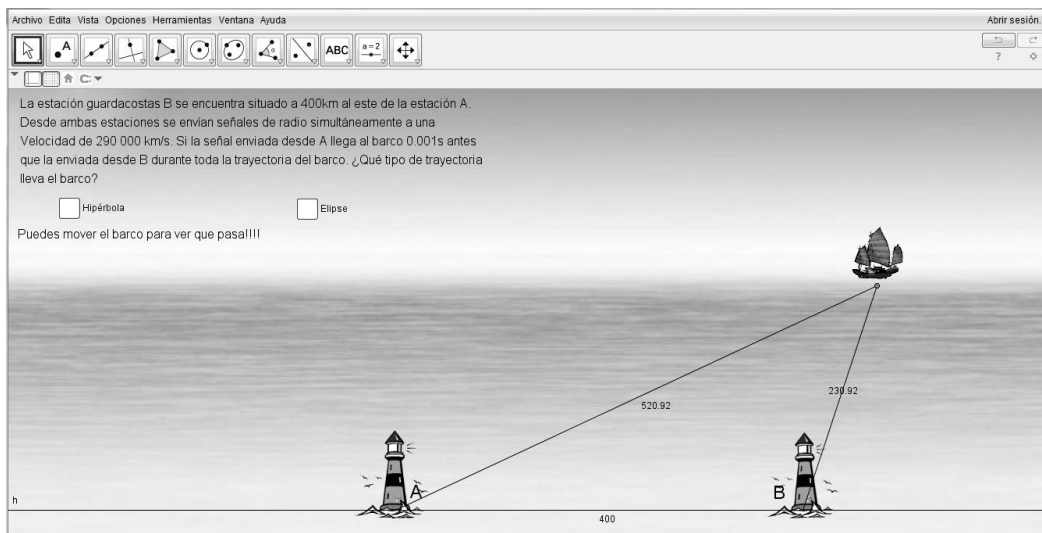 Archivo Edita Vista Opciones Herramientas Ventana Ayuda
Abrir sesión.
A
ABC
a=2
?
La estación guardacostas B se encuentra situado a 400km al este de la estación A.
Desde ambas estaciones se envían señales de radio simultáneamente a una
Velocidad de 290 000 km/s. Si la señal enviada desde A llega al barco 0.001s antes
que la enviada desde B durante toda la trayectoria del barco. ¿Qué tipo de trayectoria
lleva el barco?
Hipérbola
Elipse
Puedes mover el barco para ver que pasa!!!!
230.92
520.92
A
B
h
400